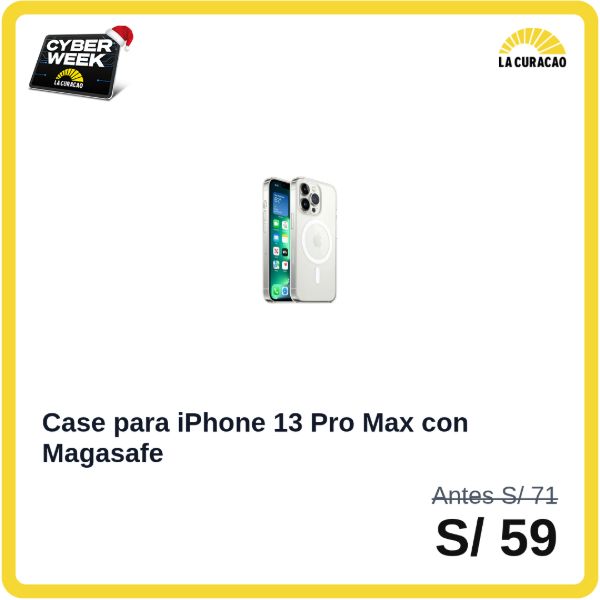 CYBER
WEEK
LA CURACAO
LA CURACAO
Case para iPhone 13 Pro Max con
Magasafe
Antes S/ 71
S/ 59